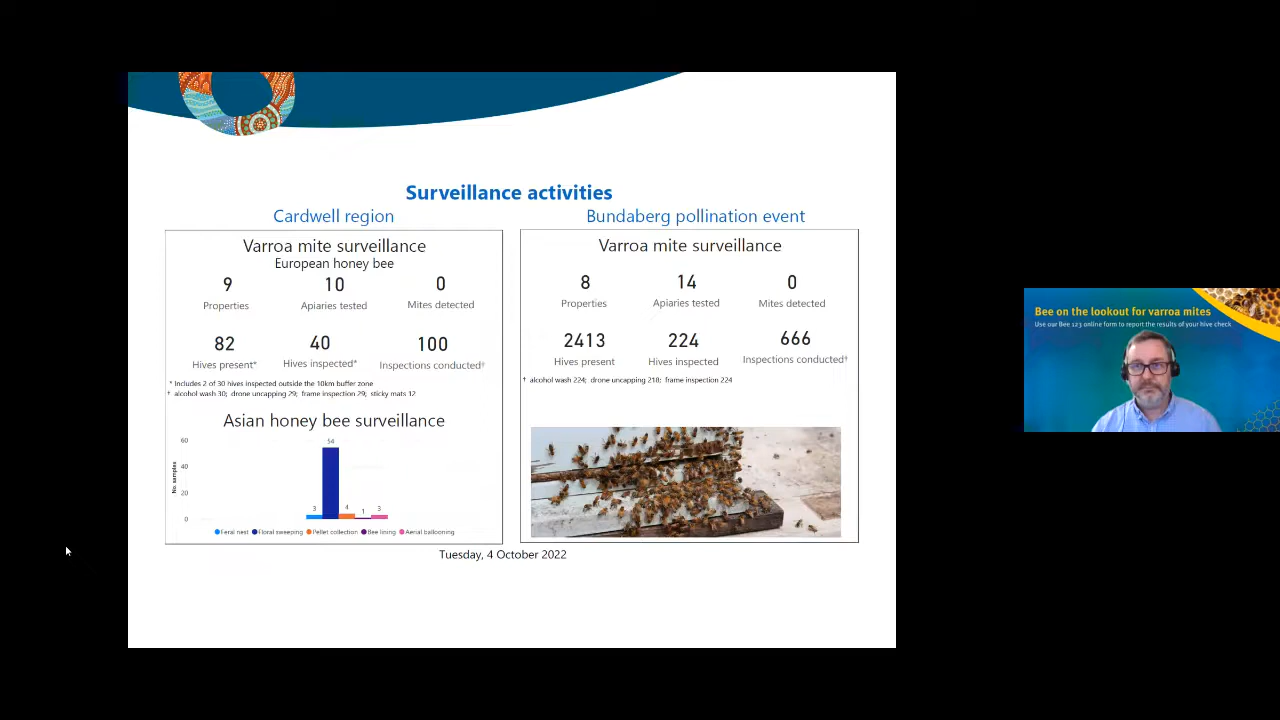 Surveillance activities
Cardwell region
Varroa mite surveillance
European honey bee
9
10
0
Properties
Apiaries tested
Mites detected
82
40
100
Hives present*
Hives inspected*
Inspections conducted†
* Includes 2 of 30 hives inspected outside the 10km buffer zone
† alcohol wash 30; drone uncapping 29; frame inspection 29; sticky mats 12
Asian honey bee surveillance
No. samples
60
40
20
0
3
54
4
1
3
Feral nest
Floral sweeping
Pellet collection
Bee lining
Aerial ballooning
Bundaberg pollination event
Varroa mite surveillance
8
14
0
Properties
Apiaries tested
Mites detected
2413
224
666
Hives present
Hives inspected
Inspections conducted†
† alcohol wash 224; drone uncapping 218; frame inspection 224
Tuesday, 4 October 2022
Bee on the lookout for varroa mites
Use our Bee 123 online form to report the results of your hive check